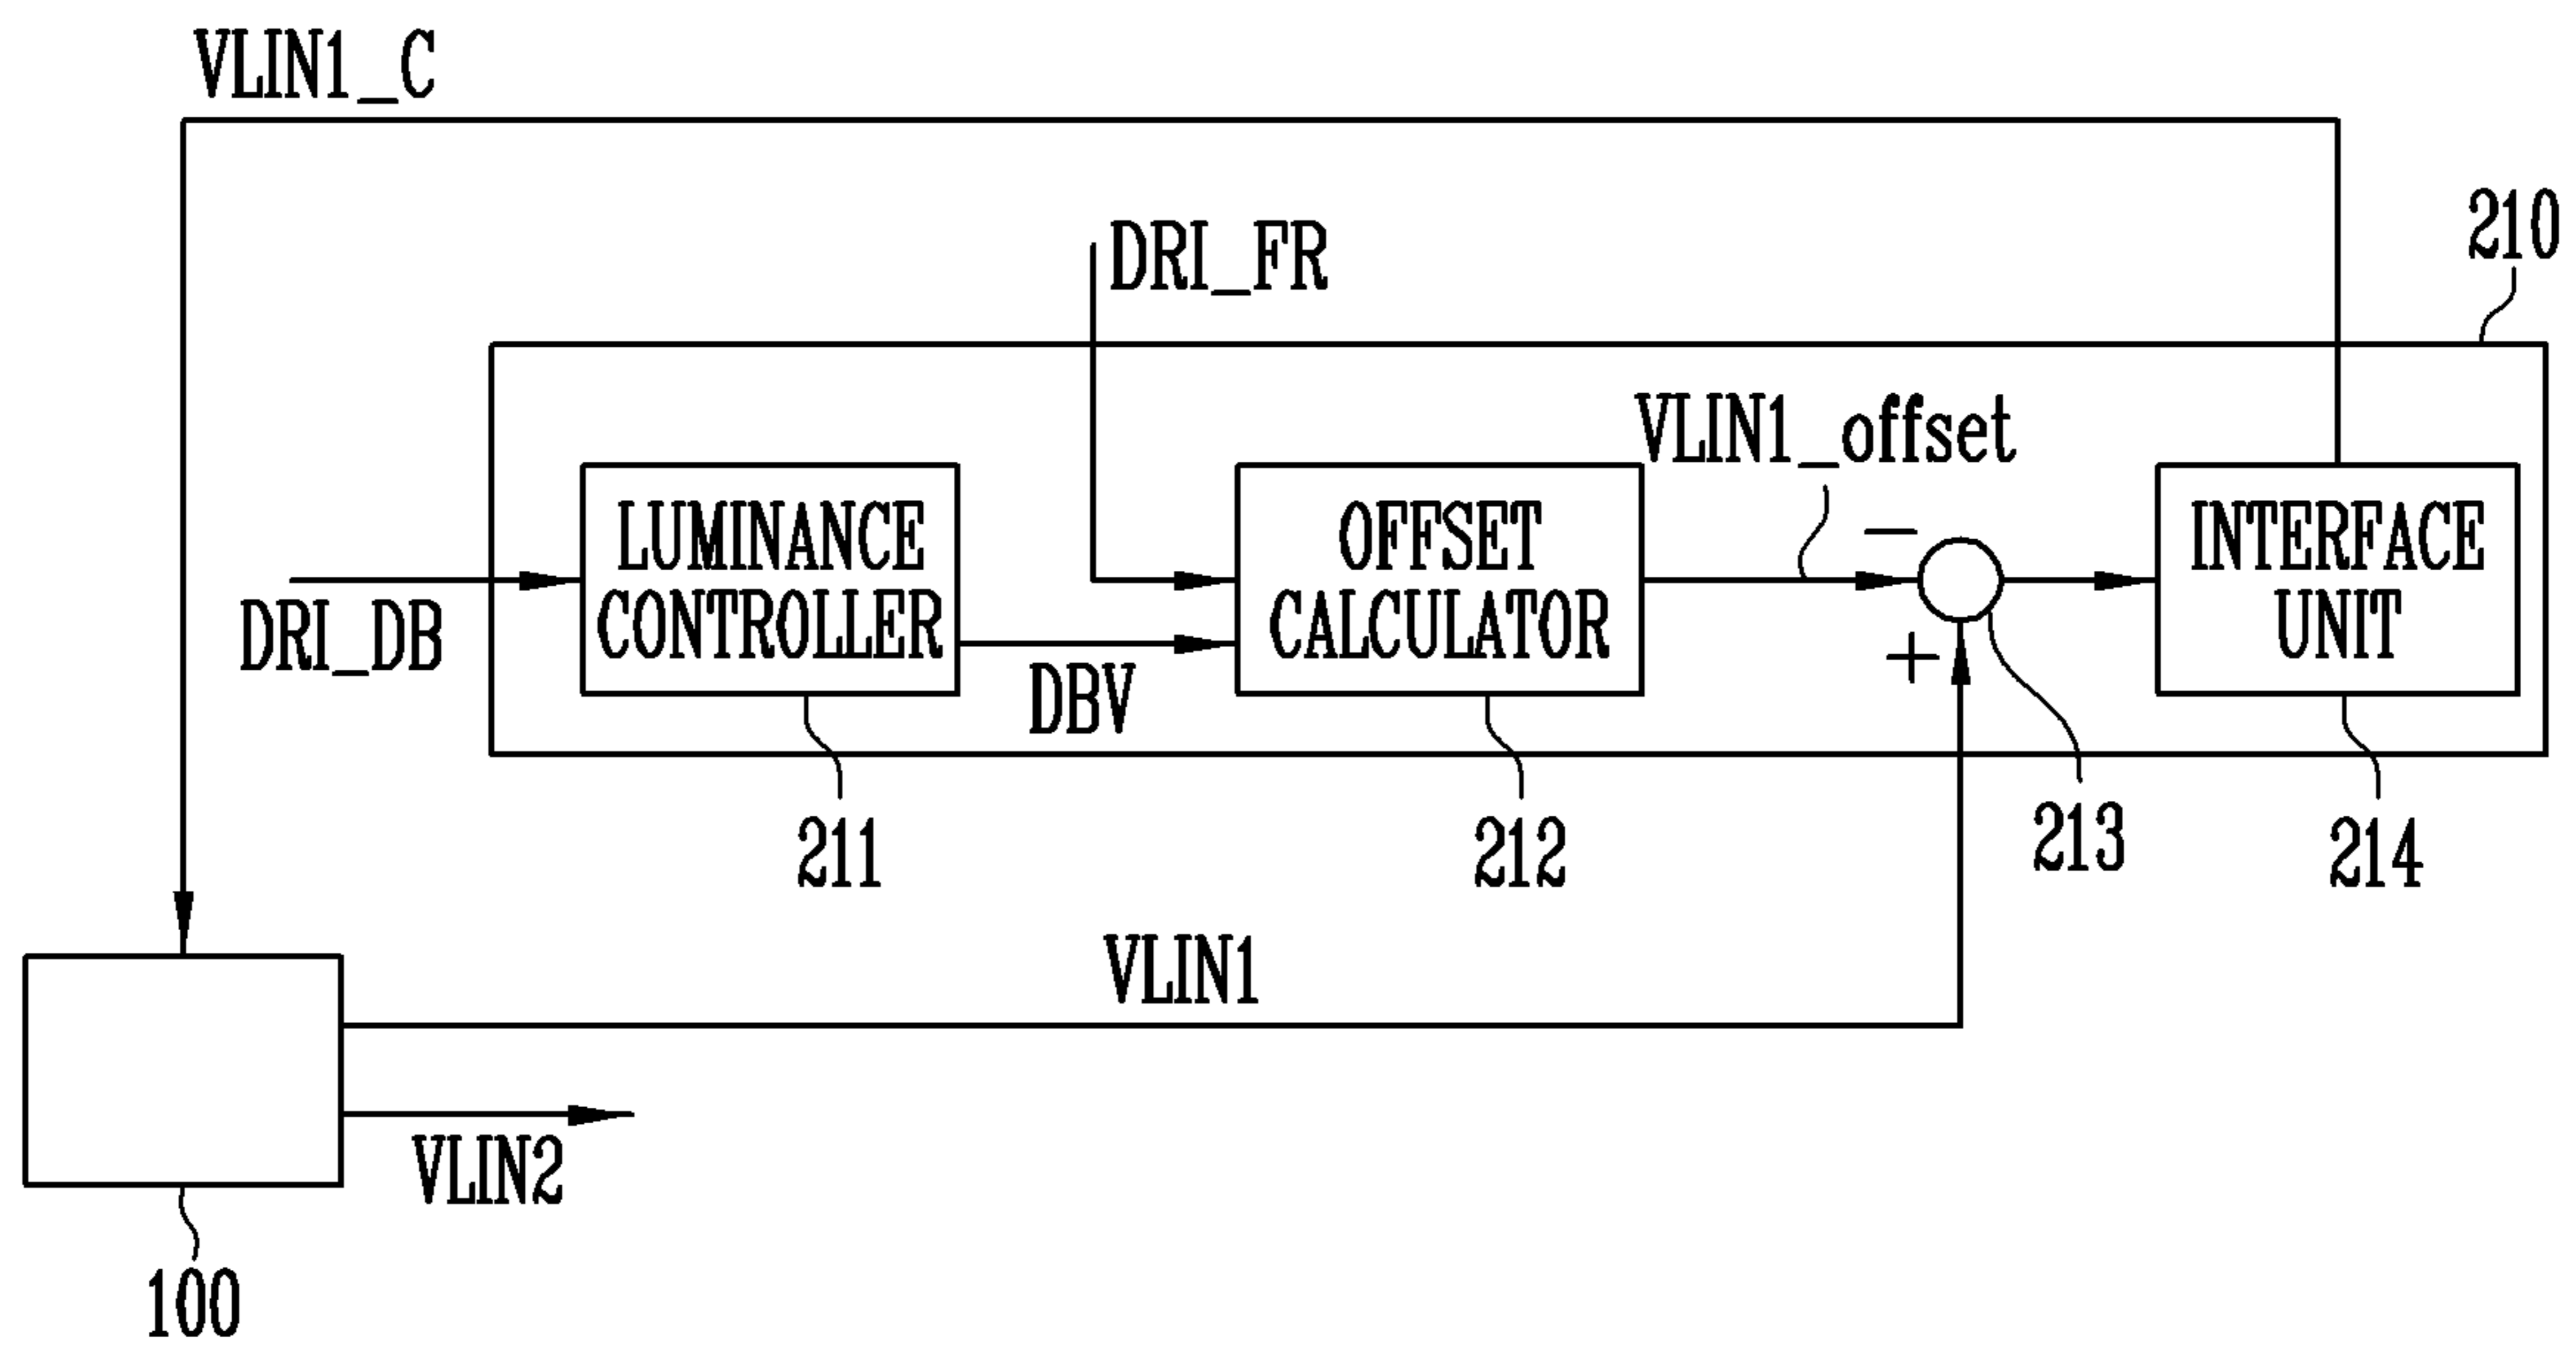 VLIN1_C
210
DRI_FR
VLIN1_offset
LUMINANCE
CONTROLLER
OFFSET
CALCULATOR
−
INTERFACE
UNIT
DRI_DB
+
DBV
211
212
213
214
VLIN1
VLIN2
100